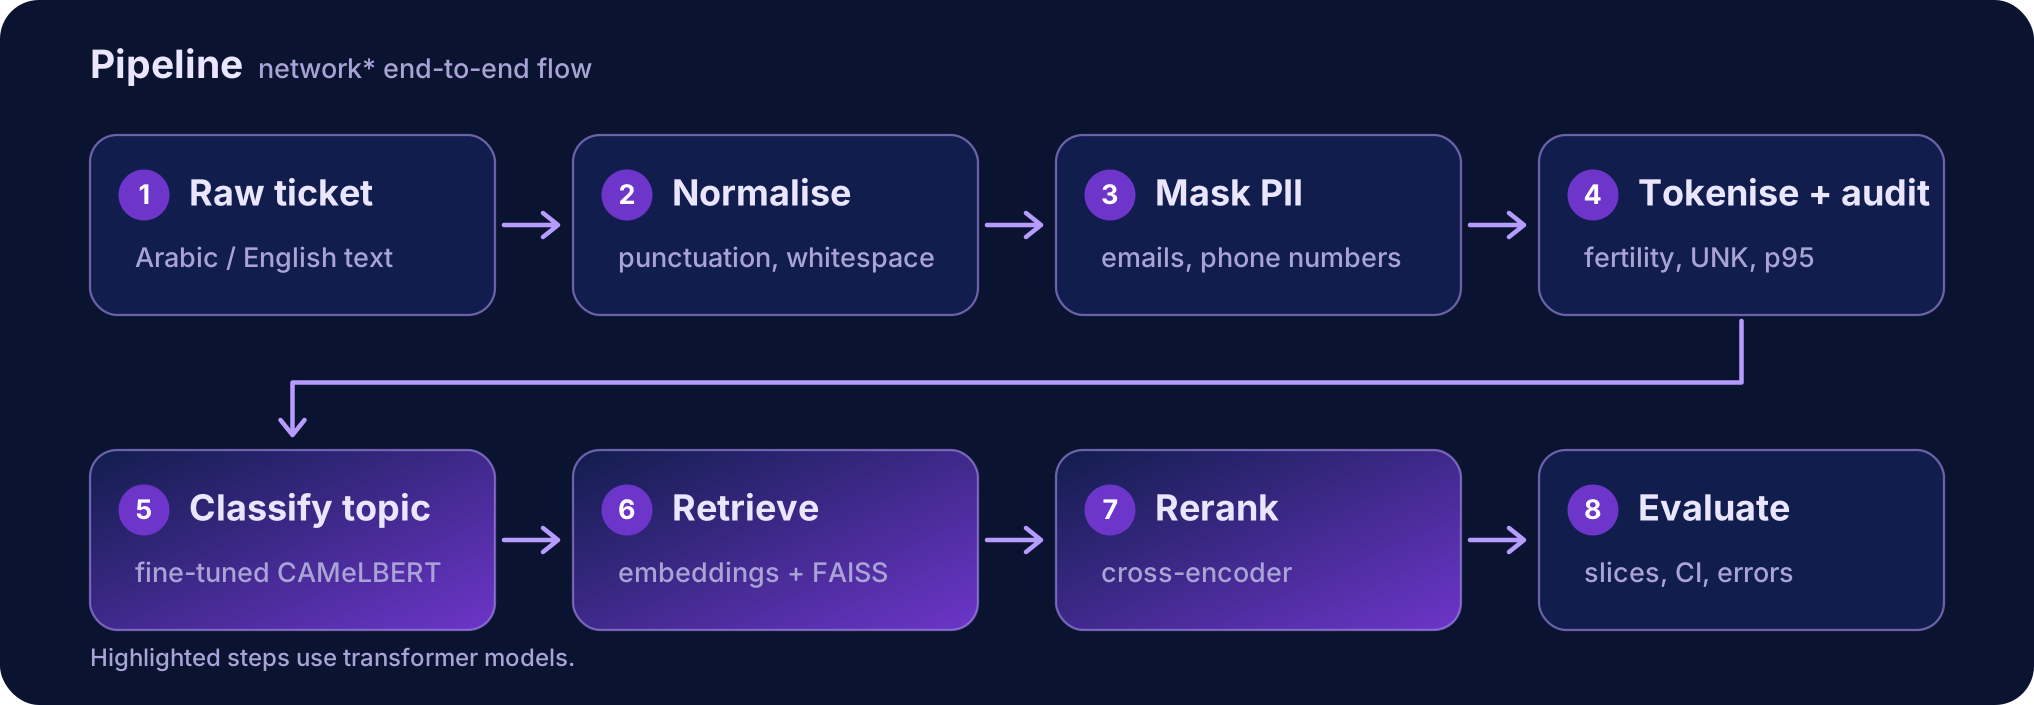 Pipeline network* end-to-end flow
1 Raw ticket
Arabic / English text
2 Normalise
punctuation, whitespace
3 Mask PII
emails, phone numbers
4 Tokenise + audit
fertility, UNK, p95
5 Classify topic
fine-tuned CAMeLBERT
6 Retrieve
embeddings + FAISS
7 Rerank
cross-encoder
8 Evaluate
slices, CI, errors
Highlighted steps use transformer models.